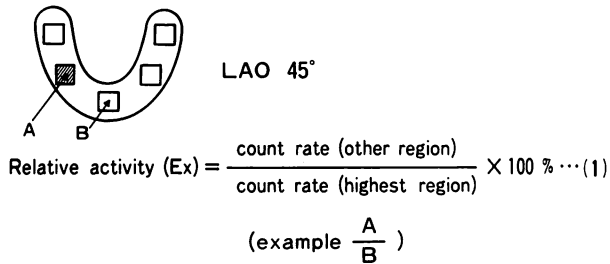 LAO 45°
A
B
Relative activity (Ex) = count rate (other region) / count rate (highest region) × 100 % ··· (1)
(example A / B )